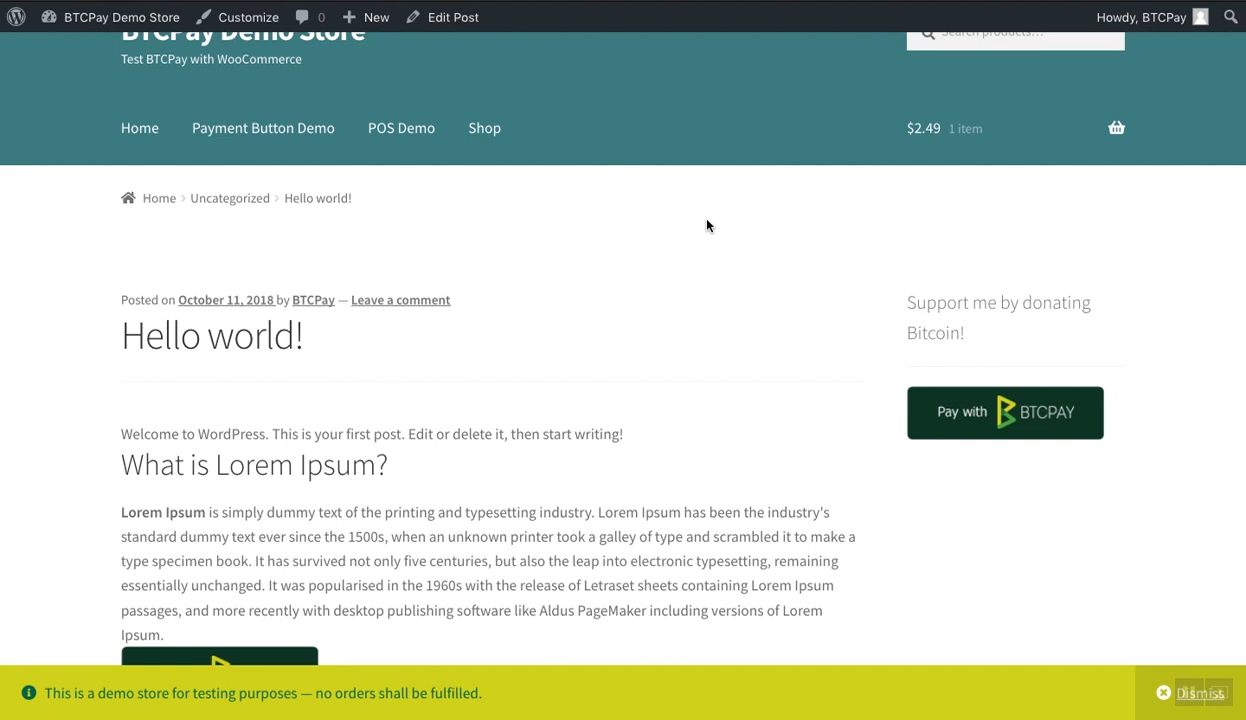 BTCPay Demo Store Customize 0 New Edit Post Howdy, BTCPay
BTCPay Demo Store
Search products…
Test BTCPay with WooCommerce
Home Payment Button Demo POS Demo Shop $2.49 1 item
Home Uncategorized Hello world!
Posted on October 11, 2018 by BTCPay — Leave a comment
Hello world!
Support me by donating
Bitcoin!
Pay with BTCPAY
Welcome to WordPress. This is your first post. Edit or delete it, then start writing!
What is Lorem Ipsum?
Lorem Ipsum is simply dummy text of the printing and typesetting industry. Lorem Ipsum has been the industry's
standard dummy text ever since the 1500s, when an unknown printer took a galley of type and scrambled it to make a
type specimen book. It has survived not only five centuries, but also the leap into electronic typesetting, remaining
essentially unchanged. It was popularised in the 1960s with the release of Letraset sheets containing Lorem Ipsum
passages, and more recently with desktop publishing software like Aldus PageMaker including versions of Lorem
Ipsum.
This is a demo store for testing purposes — no orders shall be fulfilled. Dismiss